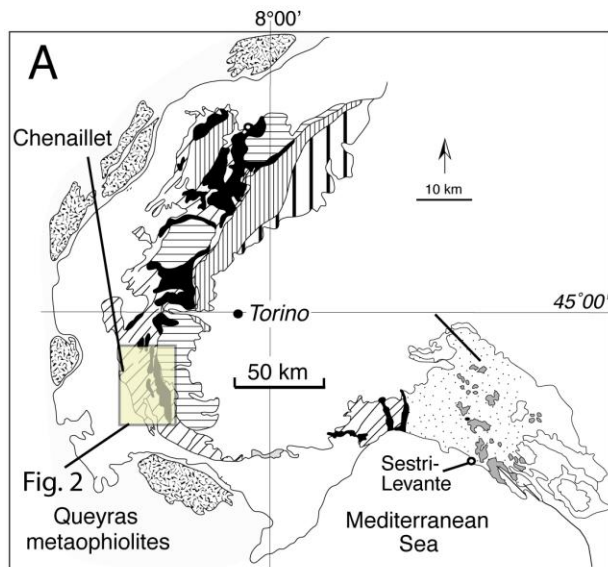 8°00'
A
Chenaillet
10 km
45°00'
Torino
50 km
Fig. 2
Queyras
metaophiolites
Sestri-
Levante
Mediterranean
Sea